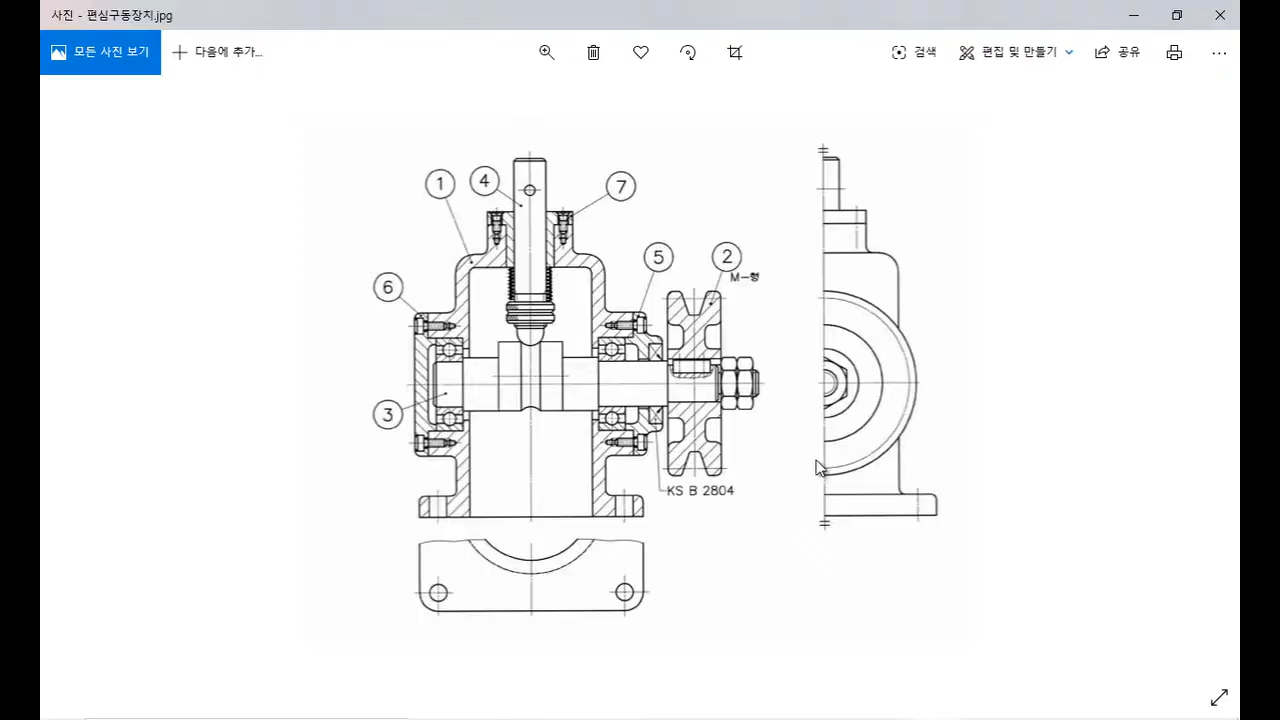 사진 - 편심구동장치.jpg
모든 사진 보기
다음에 추가...
검색
편집 및 만들기
공유
1
4
7
5
2
M-형
6
3
KS B 2804